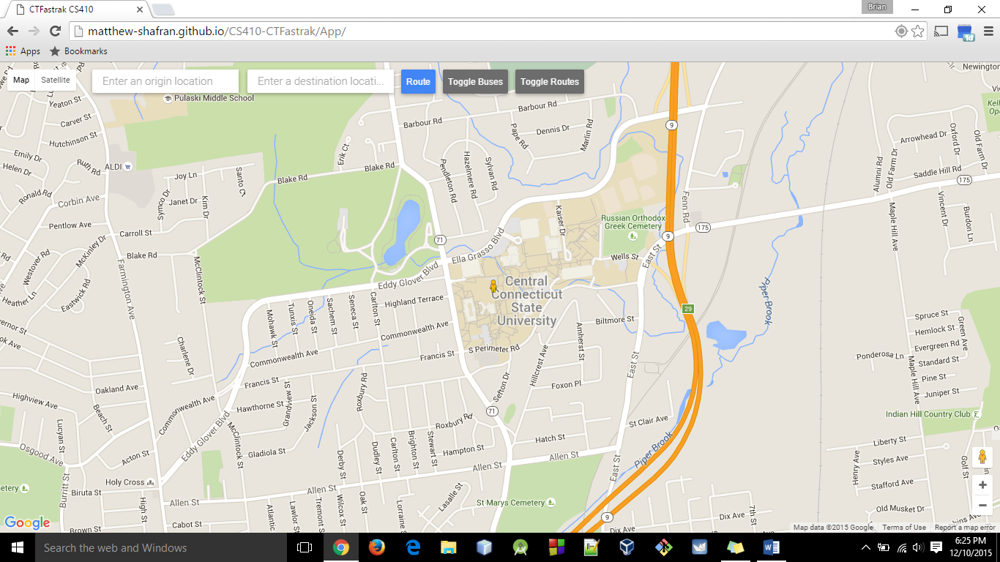 CTFastrak CS410
Brian
matthew-shafran.github.io/CS410-CTFastrak/App/
Apps
Bookmarks
Map
Satellite
Enter an origin location
Enter a destination locati...
Route
Toggle Buses
Toggle Routes
Newington
Pulaski Middle School
Yeaton St
Carver St
Hutchinson St
Emily Dr
Ruth Rd
Helen Dr
ALDI
Ronald Rd
Corbin Ave
Pentlow Ave
Joy Ln
Janet Dr
Kim Dr
Santo Ct
Carroll St
Blake Rd
Blake Rd
Blake Rd
Erik Ct
Barbour Rd
Barbour Rd
Pape Rd
Dennis Dr
Marlin Rd
Pendleton Rd
Hazelmere Rd
Sylvan Rd
9
Arrowhead Dr
Oxford Dr
Old Farm Dr
Old Farm Dr
Alumni Rd
Saddle Hill Rd
175
Vincent Dr
Burdon Ln
Maple Hill Ave
Fenn Rd
175
9
Russian Orthodox
Greek Cemetery
Kaiser Dr
Wells St
East St
71
Ella Grasso Blvd
Eddy Glover Blvd
McKinley Dr
Westover Rd
Eastwick Rd
Heather Ln
Farmington Ave
McClintock St
Central
Connecticut
State
University
Highland Terrace
Mohawk St
Tunxis St
Oneida St
Sachem St
Seneca St
Carlton St
Commonwealth Ave
Commonwealth Ave
Francis St
S Perimeter Rd
Biltmore St
Amherst St
Hillcrest Ave
Foxon Pl
Sefton Dr
East St
29
Piper Brook
Spruce St
Hemlock St
Evergreen Rd
Green Ave
Ponderosa Ln
Standard St
Pine St
Juniper St
Maple Hill Ave
Indian Hill Country Club
Charlene Dr
Oakland Ave
Highview Ave
Beach St
Commonwealth Ave
Francis St
Hawthorne St
Grandview St
Jackson St
Roxbury Rd
Roxbury Rd
71
St Clair Ave
Hatch St
Lucyan St
Osgood Ave
Acton St
Eddy Glover Blvd
McClintock St
Gladiola St
Derby St
Dudley St
Carlton St
Brighton St
Stewart St
Hampton St
Allen St
Allen St
East St
Piper Brook
Liberty St
Styles Ave
Henry Ave
Stafford Ave
Golf St
Holy Cross
Burritt St
Biruta St
High St
Allen St
Allen St
Oak St
Wilcox St
Lasalle St
St Marys Cemetery
Old Musket Dr
Brown St
Cabot St
Atlantic
Lawlor St
Tremont St
Lorraine
9
Dix Ave
Dix Ave
7th St
Google
Map data ©2015 Google
Terms of Use
Report a map error
Search the web and Windows
6:25 PM
12/10/2015